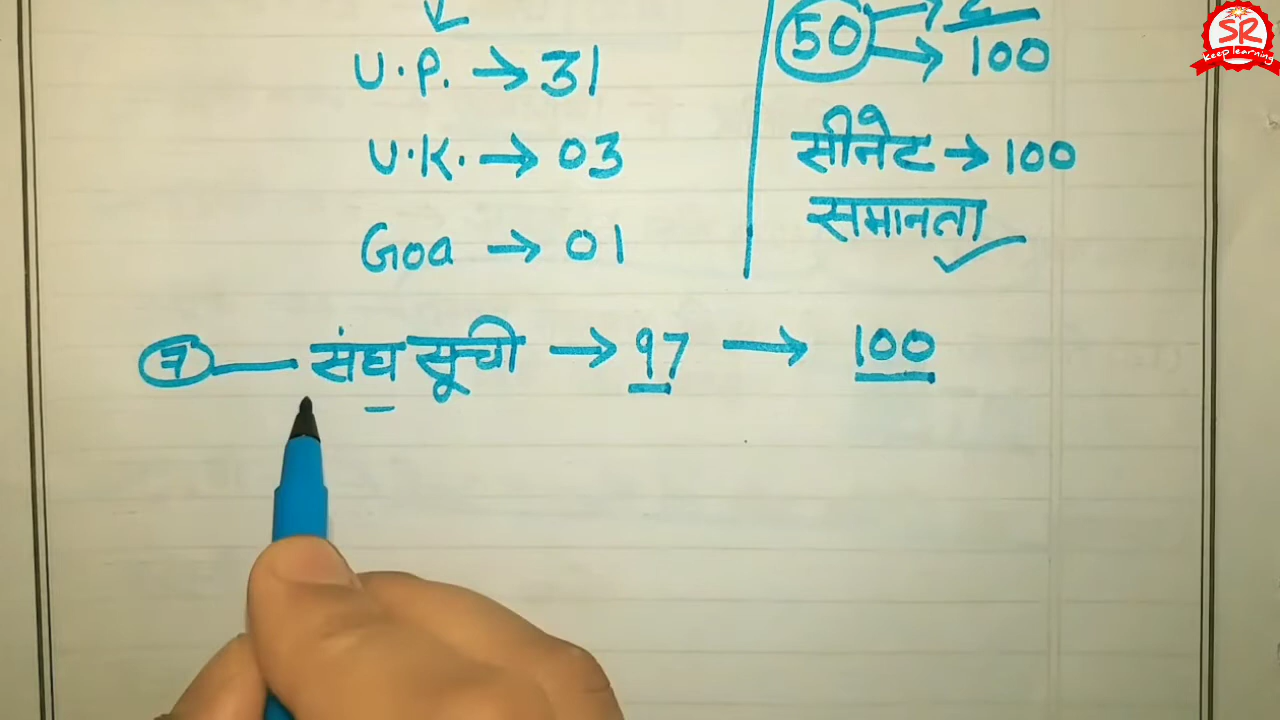 U.P. → 31
U.K. → 03
Goa → 01
50 → 
→ 100
सीनेट → 100
समानता
7 — संघ सूची → 97 → 100
SR
Keep learning